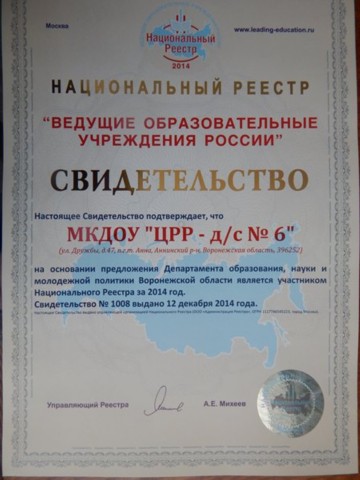 Москва
www.leading-education.ru
Национальный
Реестр
2014
НАЦИОНАЛЬНЫЙ РЕЕСТР
“ВЕДУЩИЕ ОБРАЗОВАТЕЛЬНЫЕ
УЧРЕЖДЕНИЯ РОССИИ”
СВИДЕТЕЛЬСТВО
Настоящее Свидетельство подтверждает, что
МКДОУ "ЦРР - д/с № 6"
(ул. Дружбы, д.47, п.г.т. Анна, Аннинский р-н, Воронежская область, 396252)
на основании предложения Департамента образования, науки и
молодежной политики Воронежской области является участником
Национального Реестра за 2014 год.
Свидетельство № 1008 выдано 12 декабря 2014 года.
Управляющий Реестра
А.Е. Михеев